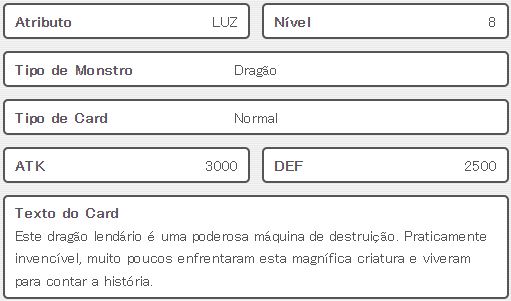 Atributo LUZ Nível 8
Tipo de Monstro Dragão
Tipo de Card Normal
ATK 3000 DEF 2500
Texto do Card
Este dragão lendário é uma poderosa máquina de destruição. Praticamente
invencível, muito poucos enfrentaram esta magnífica criatura e viveram
para contar a história.